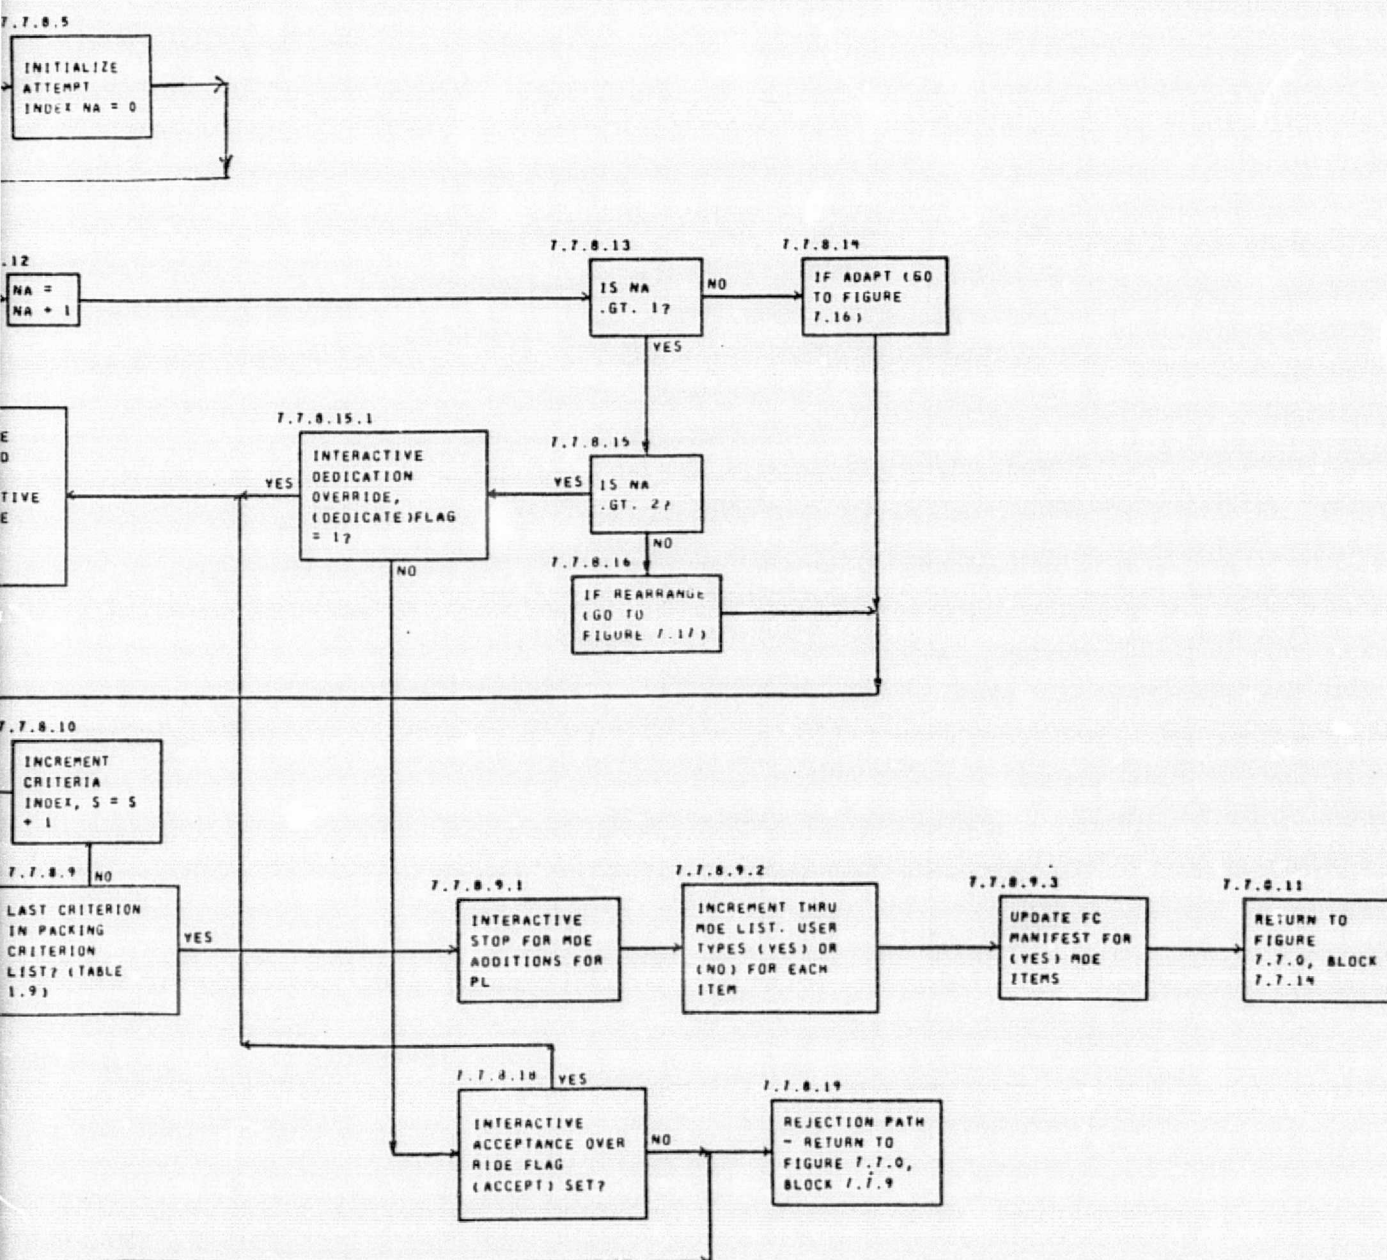 7.7.8.5
INITIALIZE
ATTEMPT
INDEX NA = 0
.12
NA =
NA + 1
7.7.8.13
IS NA
.GT. 1?
NO
YES
7.7.8.14
IF ADAPT (GO
TO FIGURE
7.16)
E
D
TIVE
E
YES
7.7.8.15.1
INTERACTIVE
DEDICATION
OVERRIDE,
(DEDICATE)FLAG
= 1?
NO
YES
7.7.8.15
IS NA
.GT. 2?
NO
7.7.8.16
IF REARRANGE
(GO TO
FIGURE 7.17)
7.7.8.10
INCREMENT
CRITERIA
INDEX, S = S
+ 1
7.7.8.9
NO
LAST CRITERION
IN PACKING
CRITERION
LIST? (TABLE
1.9)
YES
7.7.8.9.1
INTERACTIVE
STOP FOR MDE
ADDITIONS FOR
PL
7.7.8.9.2
INCREMENT THRU
MDE LIST. USER
TYPES (YES) OR
(NO) FOR EACH
ITEM
7.7.8.9.3
UPDATE FC
MANIFEST FOR
(YES) MDE
ITEMS
7.7.8.11
RETURN TO
FIGURE
7.7.0, BLOCK
7.7.14
7.7.8.18
YES
INTERACTIVE
ACCEPTANCE OVER
RIDE FLAG
(ACCEPT) SET?
NO
7.7.8.19
REJECTION PATH
- RETURN TO
FIGURE 7.7.0,
BLOCK 7.7.9